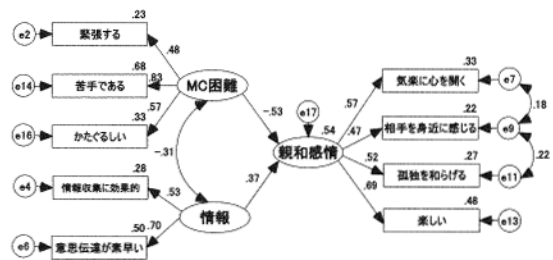 .23
e2 緊張する
.48
.68
e14 苦手である
.83
MC困難
.33
.57
e16 かたぐるしい
-.31
-.53
.28
e4 情報収集に効果的
.53
情報
.37
.50
.70
e6 意思伝達が素早い
e17
.54
親和感情
.33
気楽に心を開く e7
.57
.18
.22
相手を身近に感じる e9
.47
.22
.27
孤独を和らげる e11
.52
.48
楽しい e13
.69